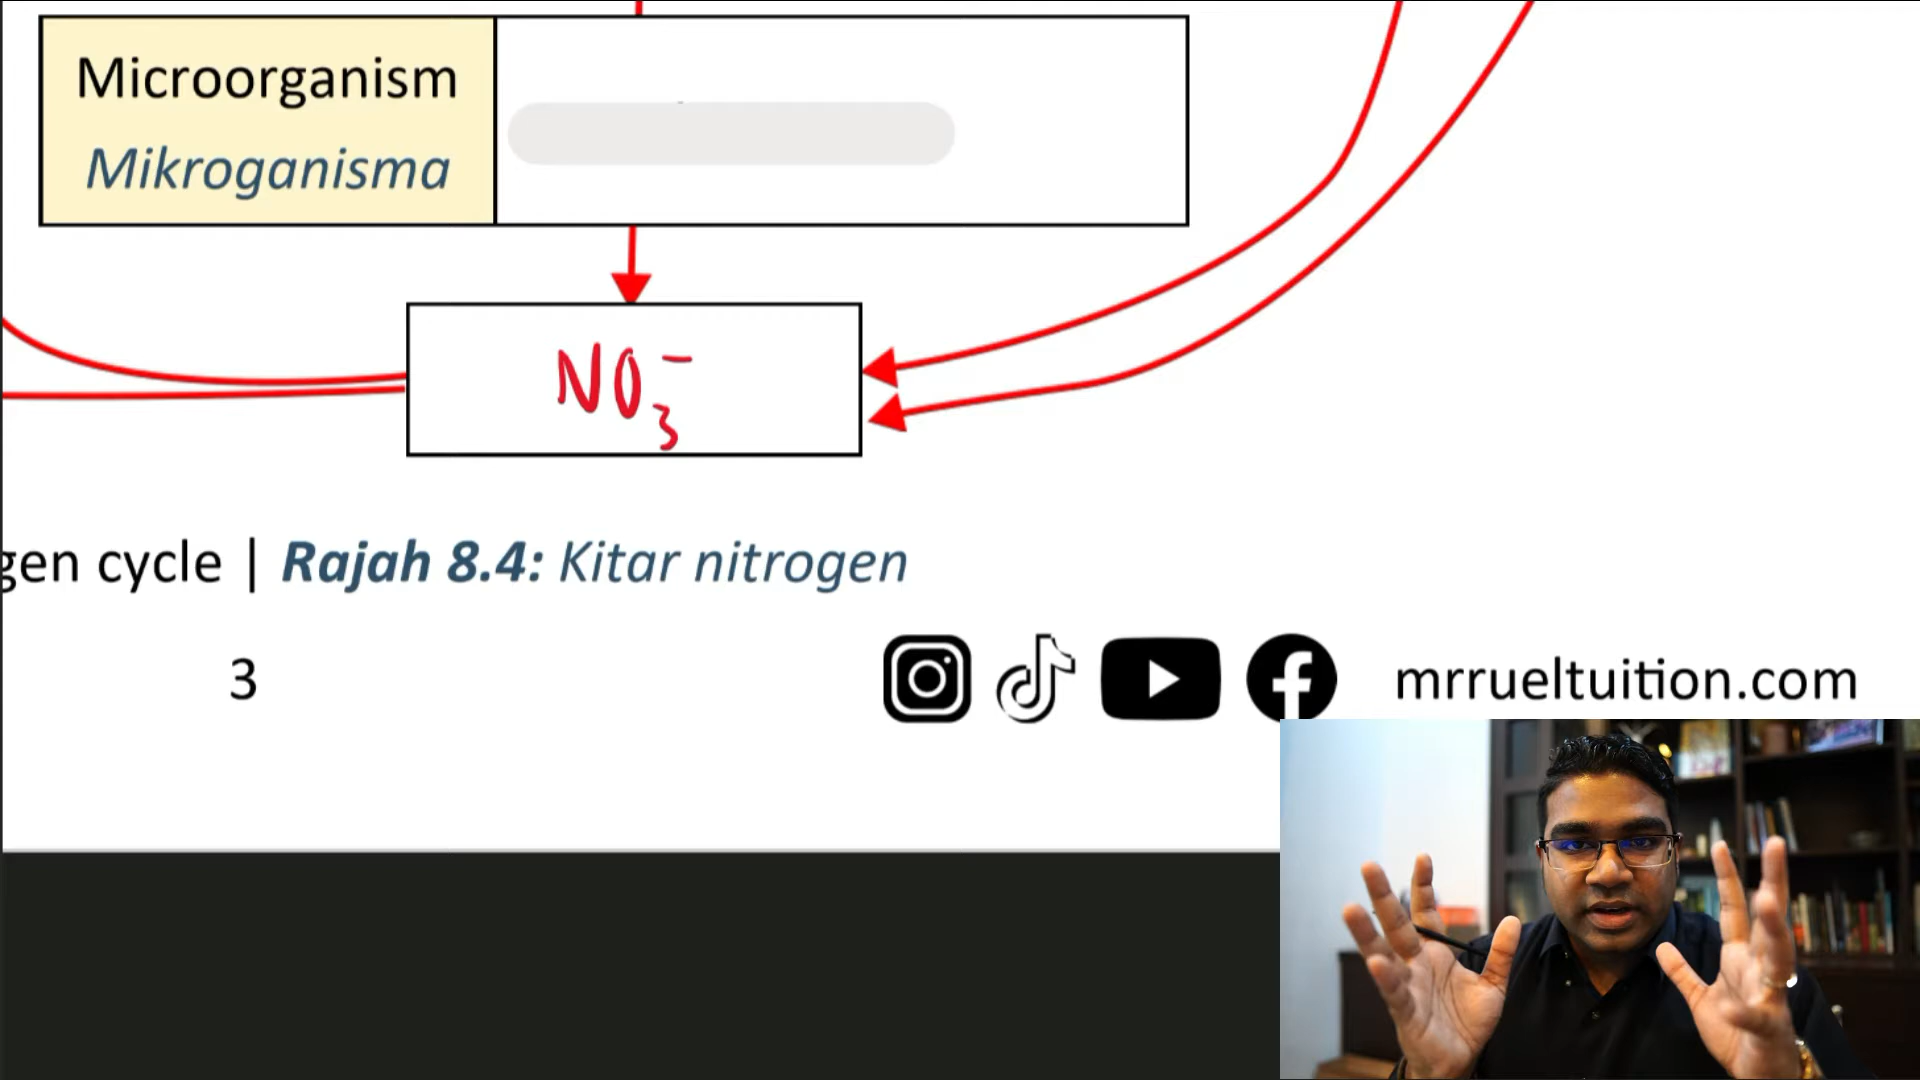 Microorganism
Mikroganisma
NO₃⁻
gen cycle | Rajah 8.4: Kitar nitrogen
3
mrrueltuition.com